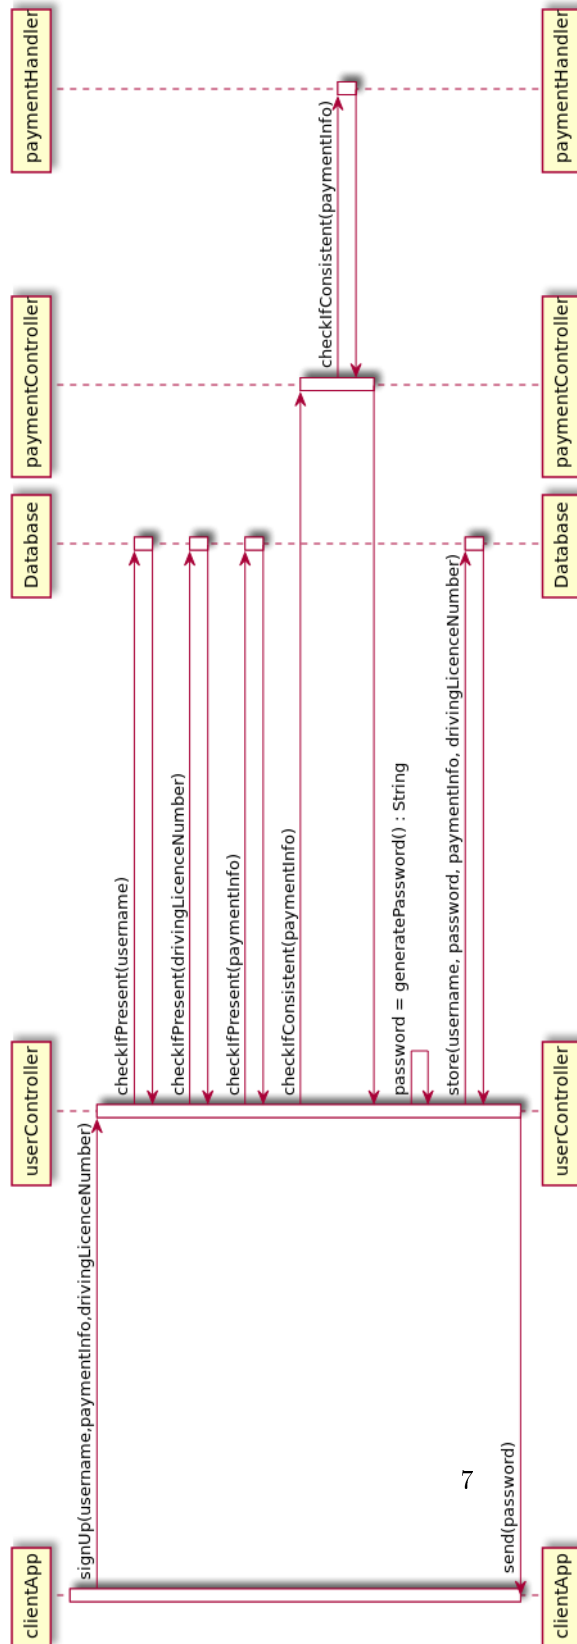 clientApp
userController
Database
paymentController
paymentHandler
signUp(username,paymentInfo,drivingLicenceNumber)
checkIfPresent(username)
checkIfPresent(drivingLicenceNumber)
checkIfPresent(paymentInfo)
checkIfConsistent(paymentInfo)
checkIfConsistent(paymentInfo)
password = generatePassword() : String
store(username, password, paymentInfo, drivingLicenceNumber)
send(password)
clientApp
userController
Database
paymentController
paymentHandler
7